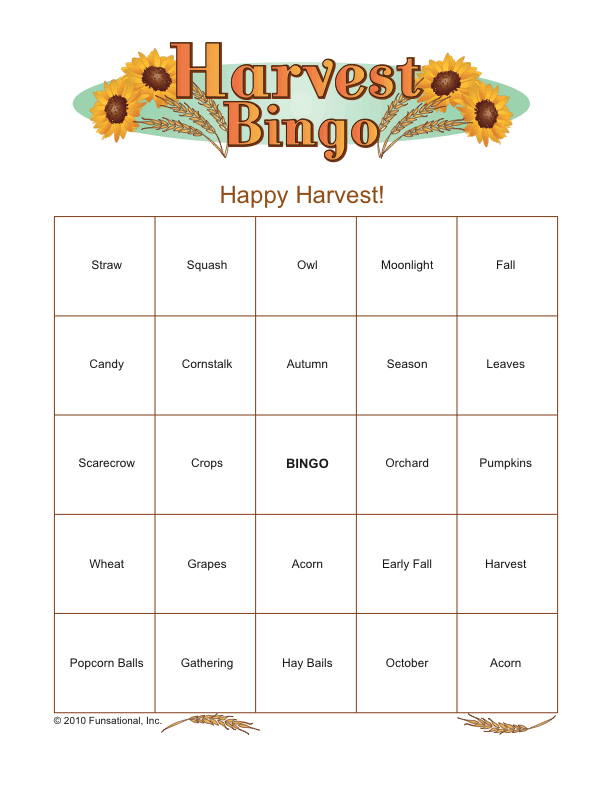 Harvest
Bingo
Happy Harvest!
Straw Squash Owl Moonlight Fall
Candy Cornstalk Autumn Season Leaves
Scarecrow Crops BINGO Orchard Pumpkins
Wheat Grapes Acorn Early Fall Harvest
Popcorn Balls Gathering Hay Bails October Acorn
© 2010 Funsational, Inc.